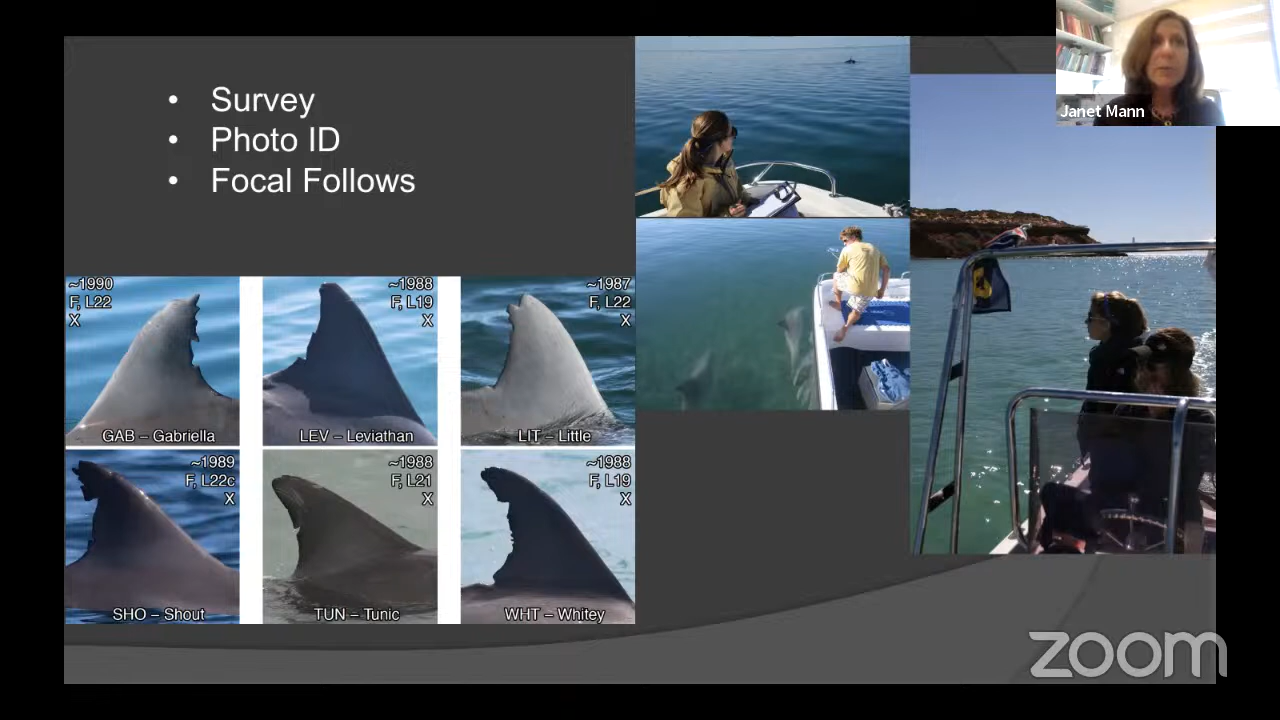 • Survey
• Photo ID
• Focal Follows
Janet Mann
~1990
F, L22
X
GAB – Gabriella
~1988
F, L19
X
LEV – Leviathan
~1987
F, L22
X
LIT – Little
~1989
F, L22c
X
SHO – Shout
~1988
F, L21
X
TUN – Tunic
~1988
F, L19
X
WHT – Whitey
zoom